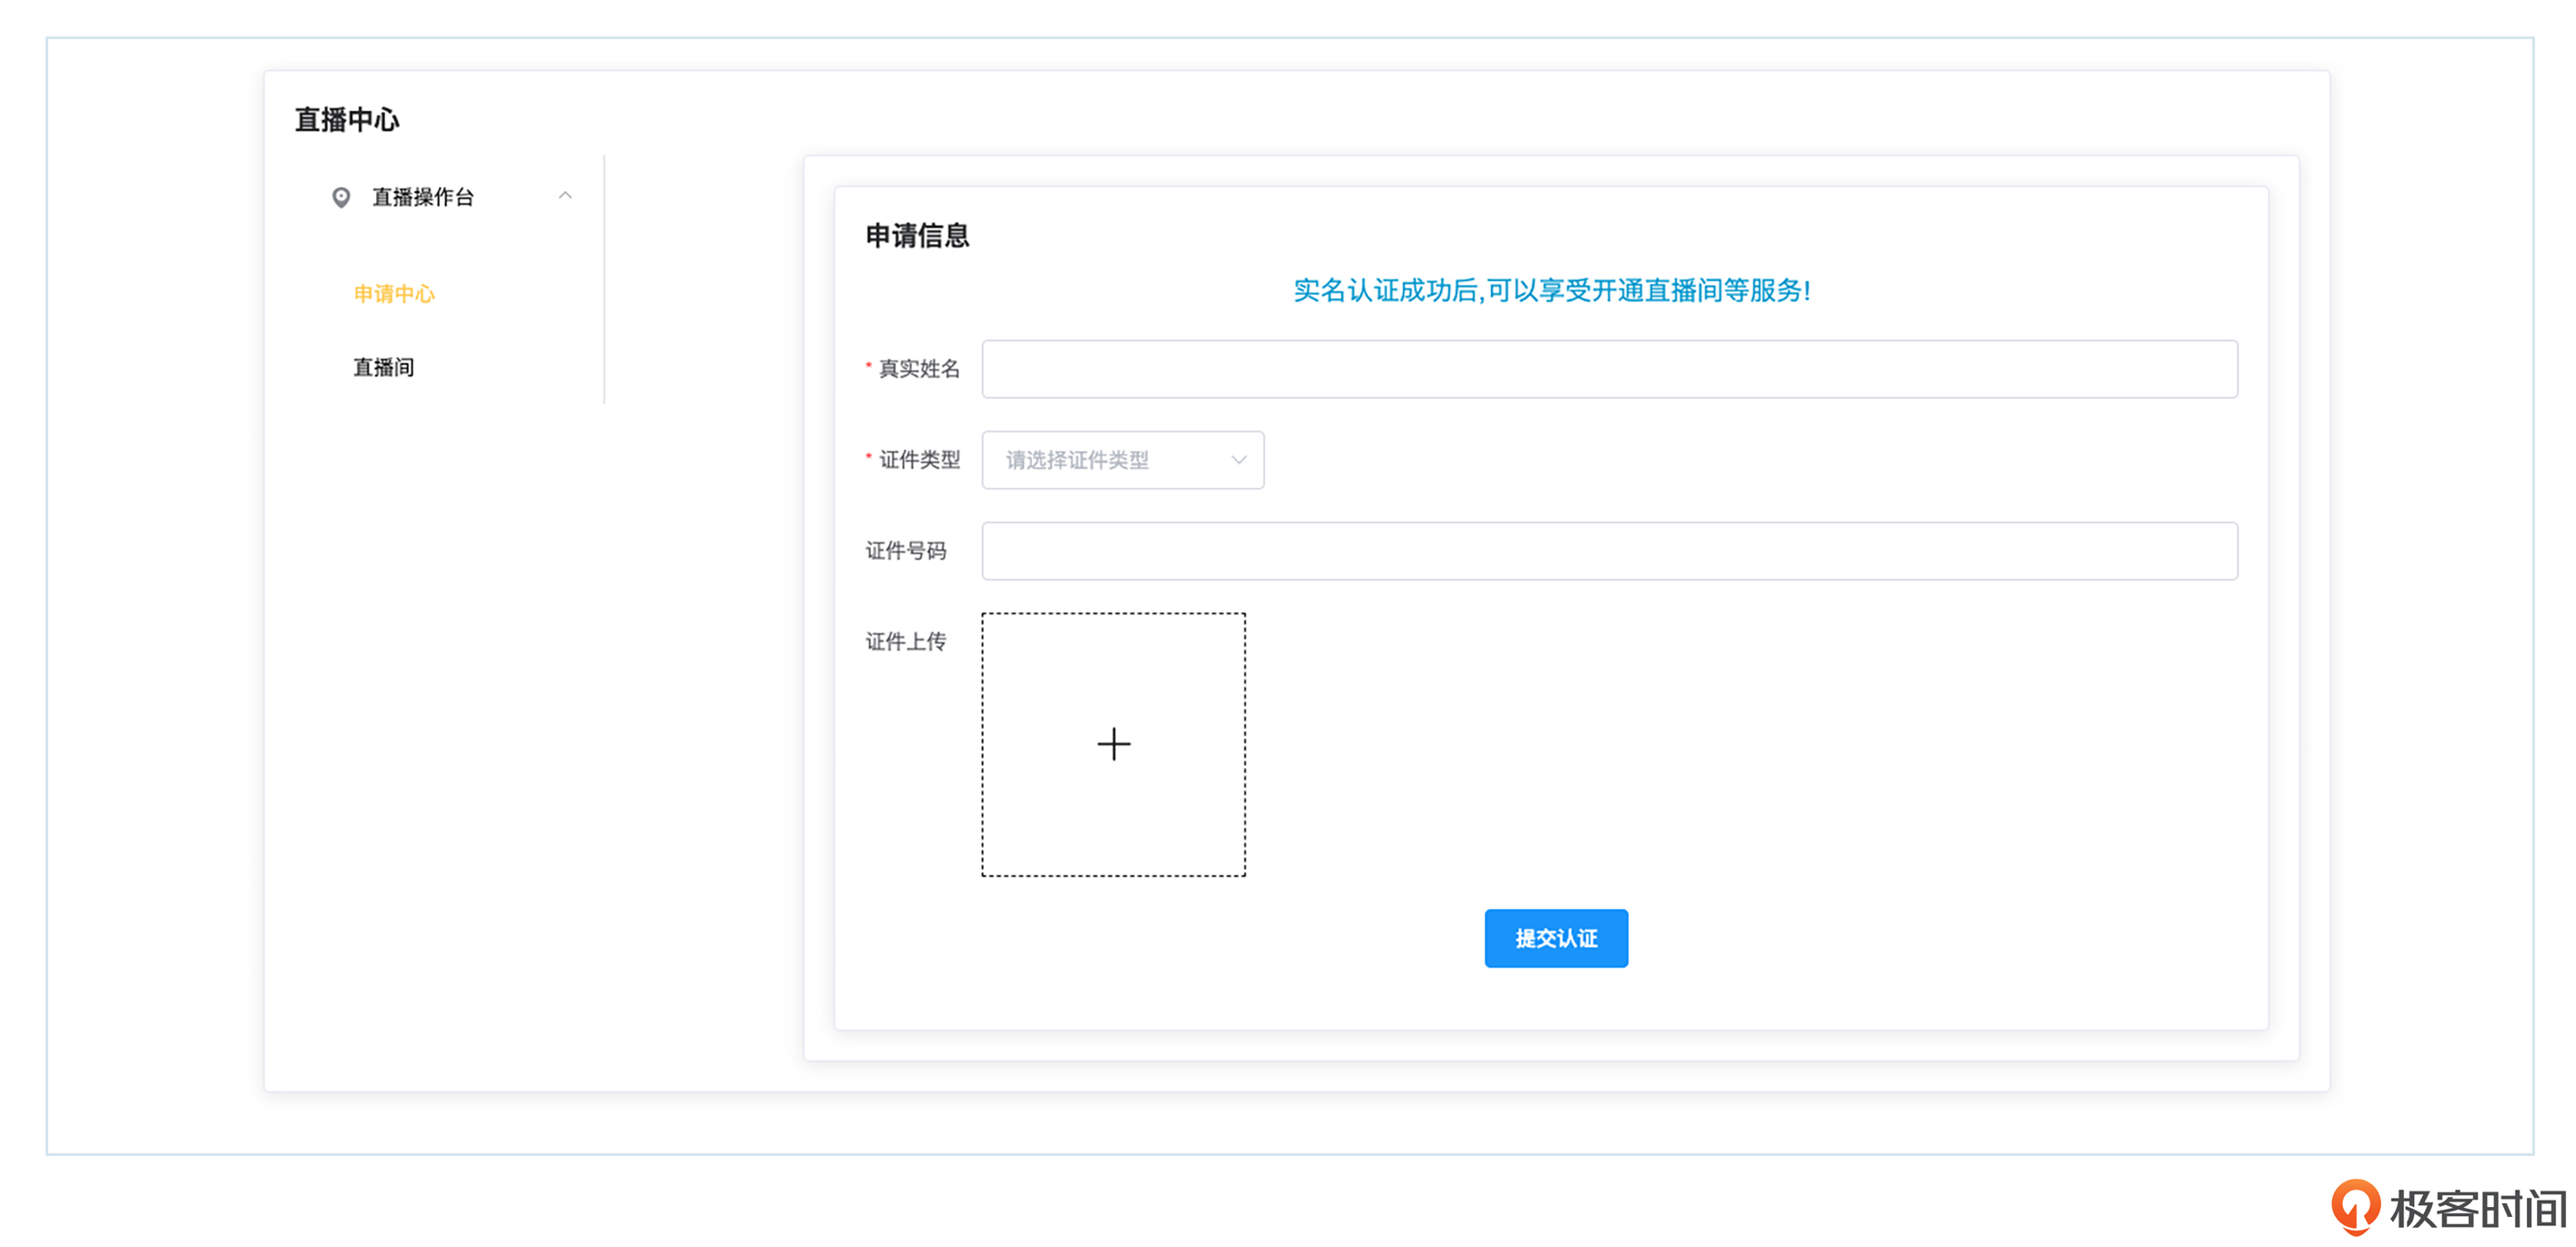 直播中心
直播操作台
申请中心
直播间
申请信息
实名认证成功后,可以享受开通直播间等服务!
* 真实姓名
* 证件类型
请选择证件类型
证件号码
证件上传
提交认证
极客时间